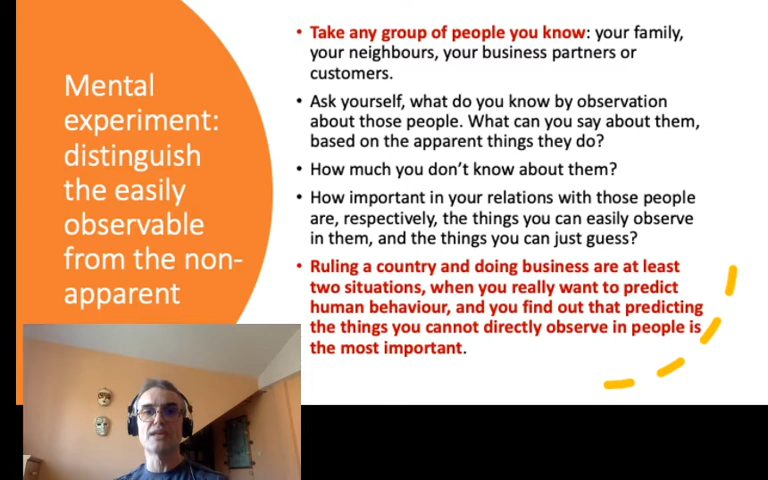 Mental
experiment:
distinguish
the easily
observable
from the non-
apparent
• Take any group of people you know: your family,
your neighbours, your business partners or
customers.
• Ask yourself, what do you know by observation
about those people. What can you say about them,
based on the apparent things they do?
• How much you don’t know about them?
• How important in your relations with those people
are, respectively, the things you can easily observe
in them, and the things you can just guess?
• Ruling a country and doing business are at least
two situations, when you really want to predict
human behaviour, and you find out that predicting
the things you cannot directly observe in people is
the most important.